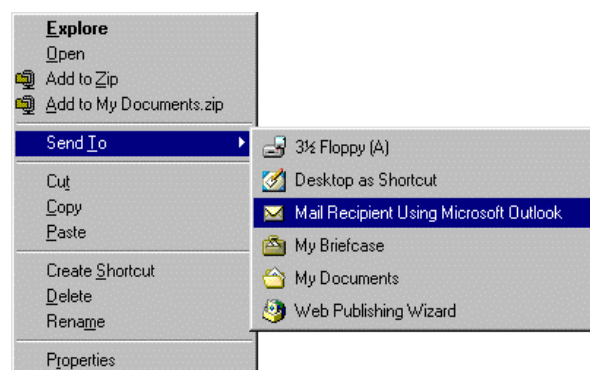 Explore
Open
Add to Zip
Add to My Documents.zip
Send To
Cut
Copy
Paste
Create Shortcut
Delete
Rename
Properties
3½ Floppy (A)
Desktop as Shortcut
Mail Recipient Using Microsoft Outlook
My Briefcase
My Documents
Web Publishing Wizard